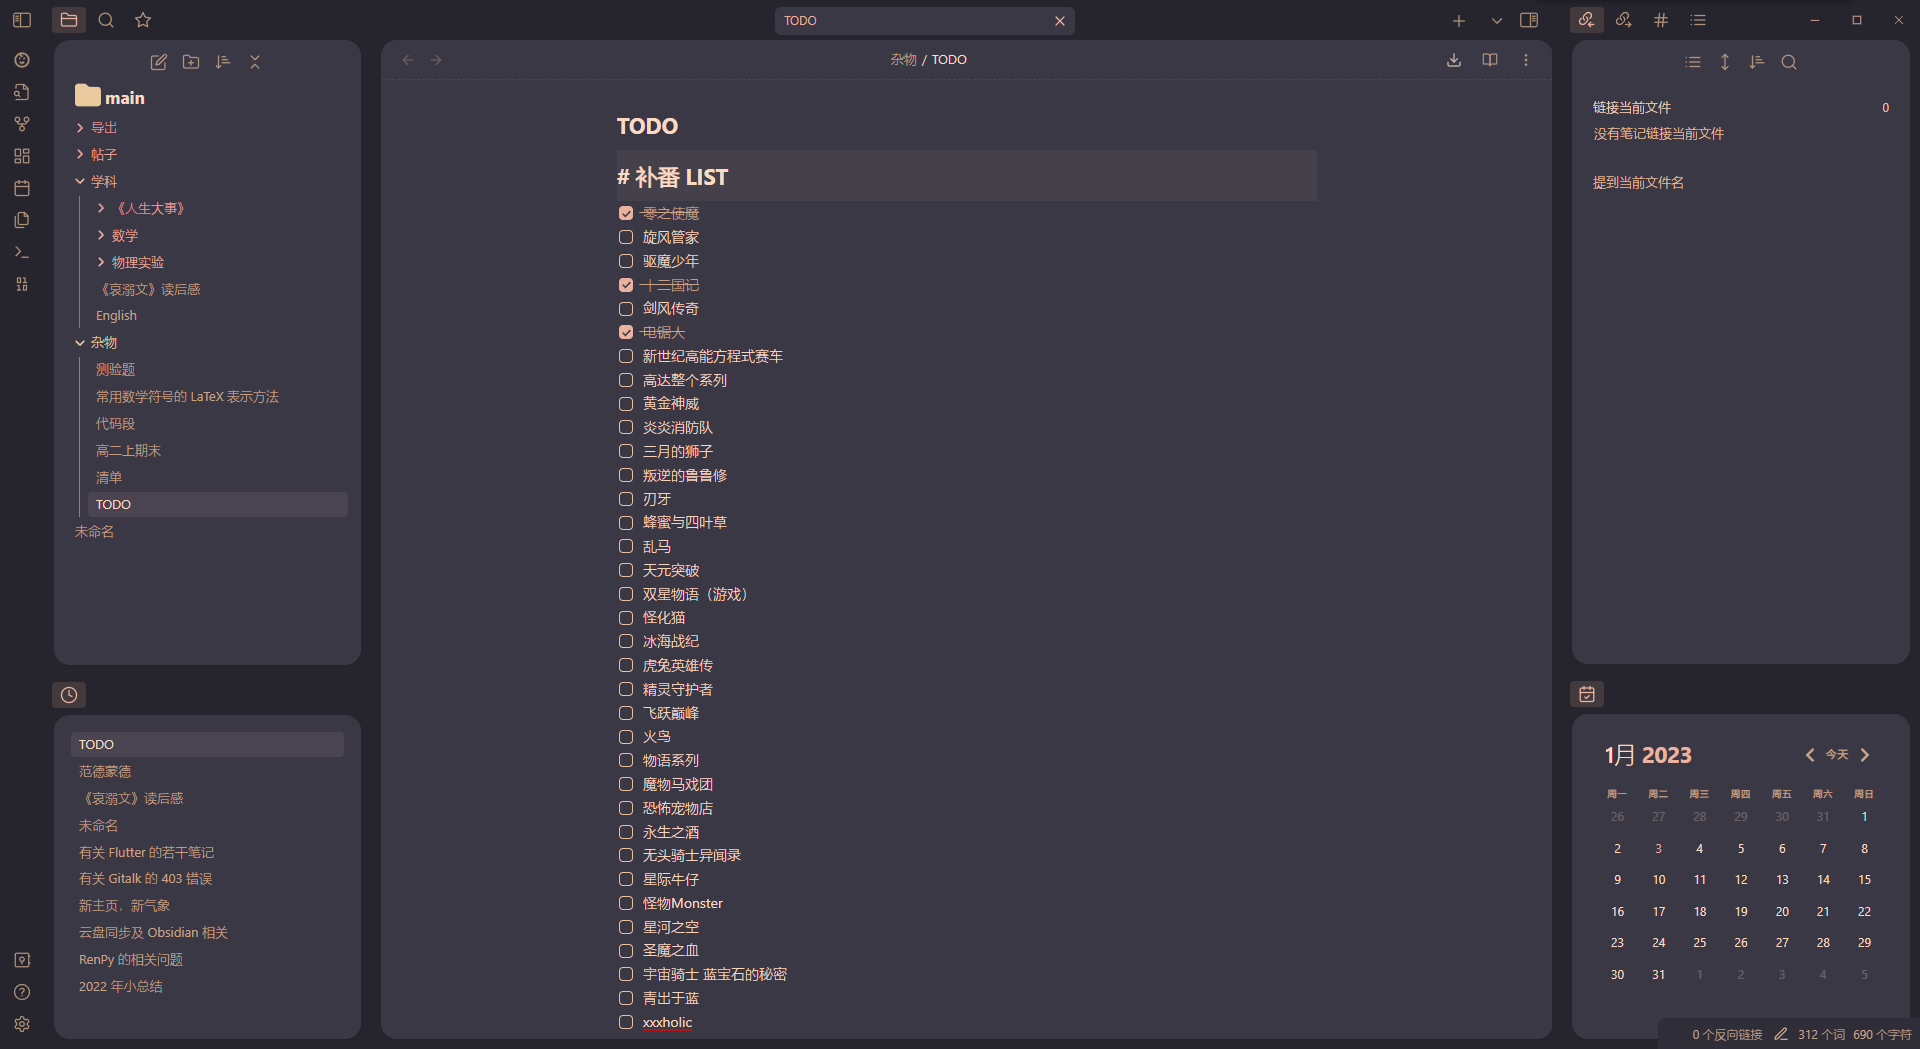 TODO
main
导出
帖子
学科
《人生大事》
数学
物理实验
《哀溺文》读后感
English
杂物
测验题
常用数学符号的 LaTeX 表示方法
代码段
高二上期末
清单
TODO
未命名
TODO
范德蒙德
《哀溺文》读后感
未命名
有关 Flutter 的若干笔记
有关 Gitalk 的 403 错误
新主页，新气象
云盘同步及 Obsidian 相关
RenPy 的相关问题
2022 年小总结
杂物 / TODO
TODO
# 补番 LIST
零之使魔
旋风管家
驱魔少年
十二国记
剑风传奇
电锯人
新世纪高能方程式赛车
高达整个系列
黄金神威
炎炎消防队
三月的狮子
叛逆的鲁鲁修
刃牙
蜂蜜与四叶草
乱马
天元突破
双星物语（游戏）
怪化猫
冰海战纪
虎兔英雄传
精灵守护者
飞跃巅峰
火鸟
物语系列
魔物马戏团
恐怖宠物店
永生之酒
无头骑士异闻录
星际牛仔
怪物Monster
星河之空
圣魔之血
宇宙骑士 蓝宝石的秘密
青出于蓝
xxxholic
链接当前文件 0
没有笔记链接当前文件
提到当前文件名
1月 2023 今天
周一 周二 周三 周四 周五 周六 周日
26 27 28 29 30 31 1
2 3 4 5 6 7 8
9 10 11 12 13 14 15
16 17 18 19 20 21 22
23 24 25 26 27 28 29
30 31 1 2 3 4 5
0 个反向链接 312 个词 690 个字符